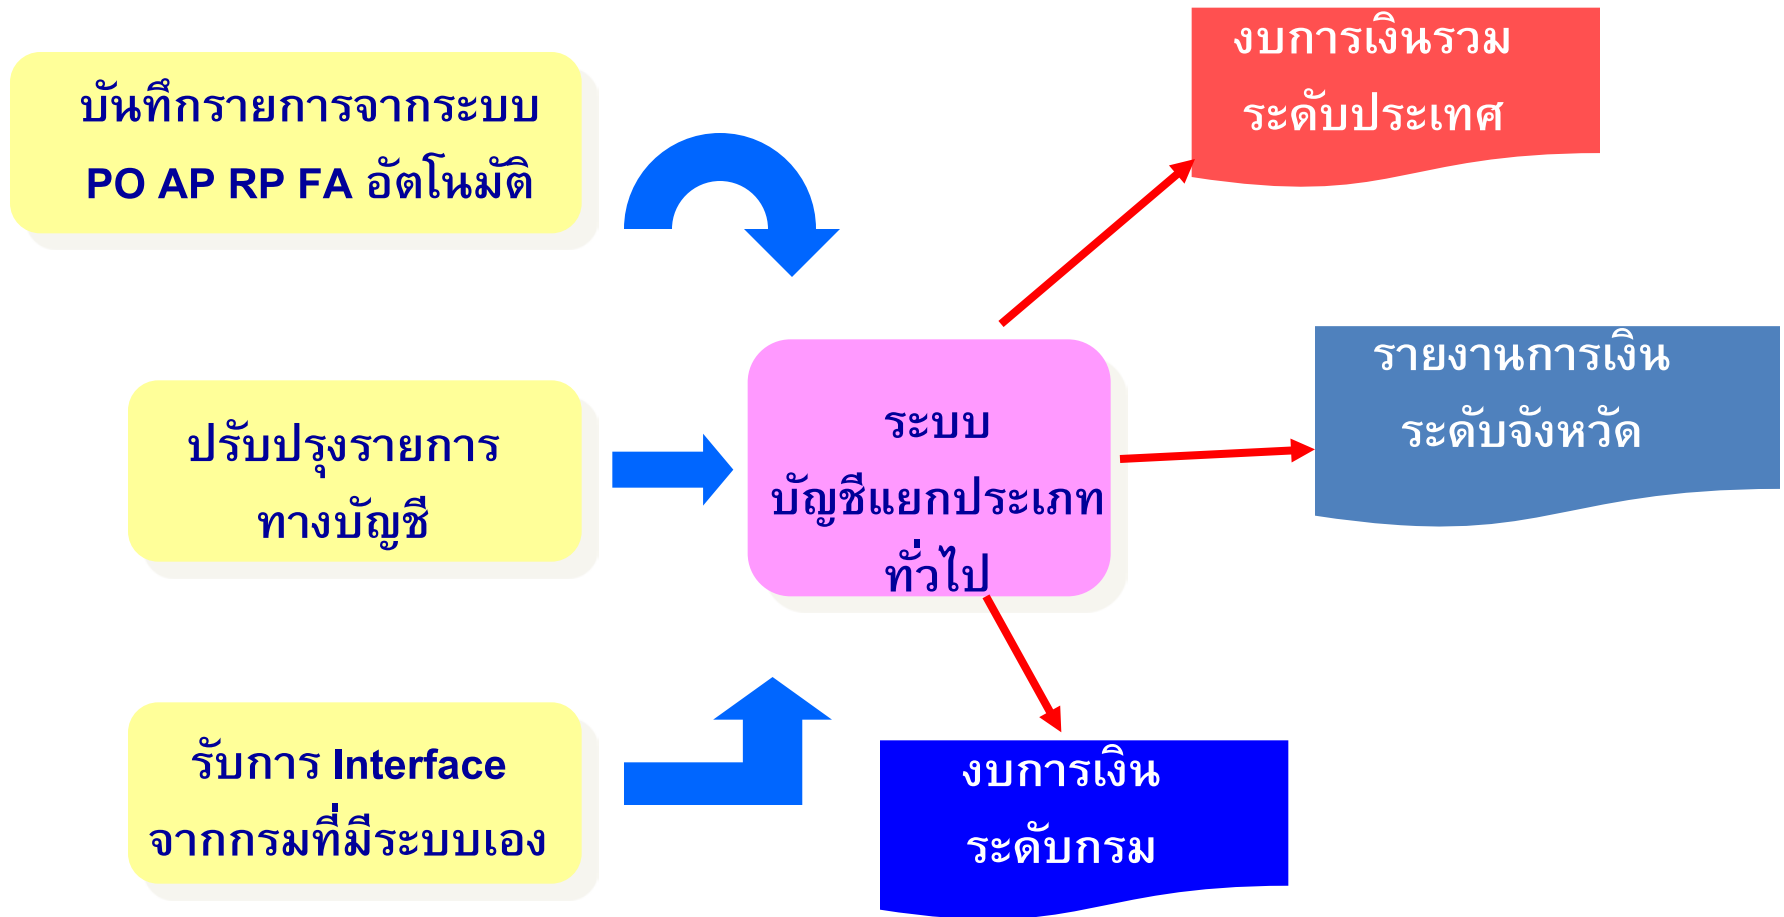 บันทึกรายการจากระบบ
PO AP RP FA อัตโนมัติ
ปรับปรุงรายการ
ทางบัญชี
รับการ Interface
จากกรมที่มีระบบเอง
ระบบ
บัญชีแยกประเภท
ทั่วไป
งบการเงินรวม
ระดับประเทศ
รายงานการเงิน
ระดับจังหวัด
งบการเงิน
ระดับกรม